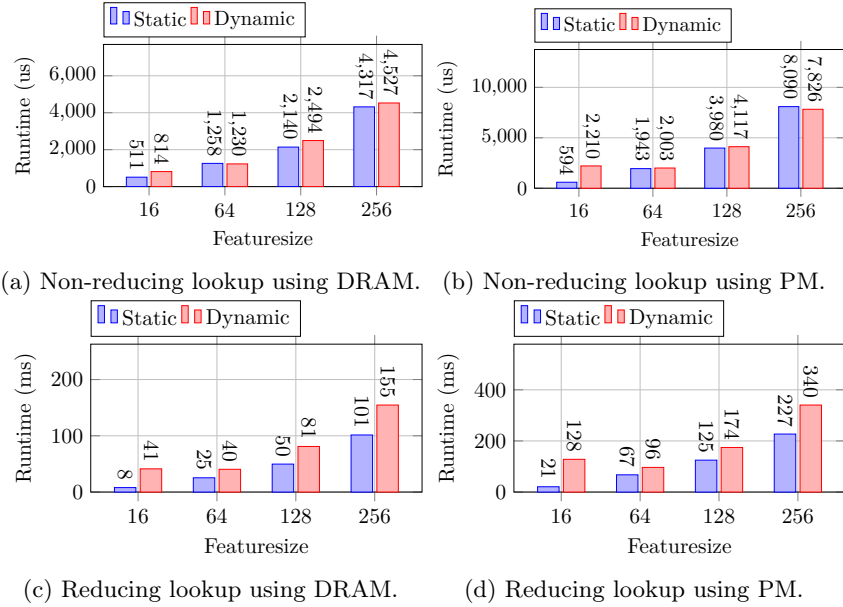 Static Dynamic
Runtime (us)
6,000
4,000
2,000
0
511
814
1,258
1,230
2,140
2,494
4,317
4,527
16 64 128 256
Featuresize
(a) Non-reducing lookup using DRAM.
Static Dynamic
Runtime (us)
10,000
5,000
0
594
2,210
1,943
2,003
3,980
4,117
8,090
7,826
16 64 128 256
Featuresize
(b) Non-reducing lookup using PM.
Static Dynamic
Runtime (ms)
200
100
0
8
41
25
40
50
81
101
155
16 64 128 256
Featuresize
(c) Reducing lookup using DRAM.
Static Dynamic
Runtime (ms)
400
200
0
21
128
67
96
125
174
227
340
16 64 128 256
Featuresize
(d) Reducing lookup using PM.